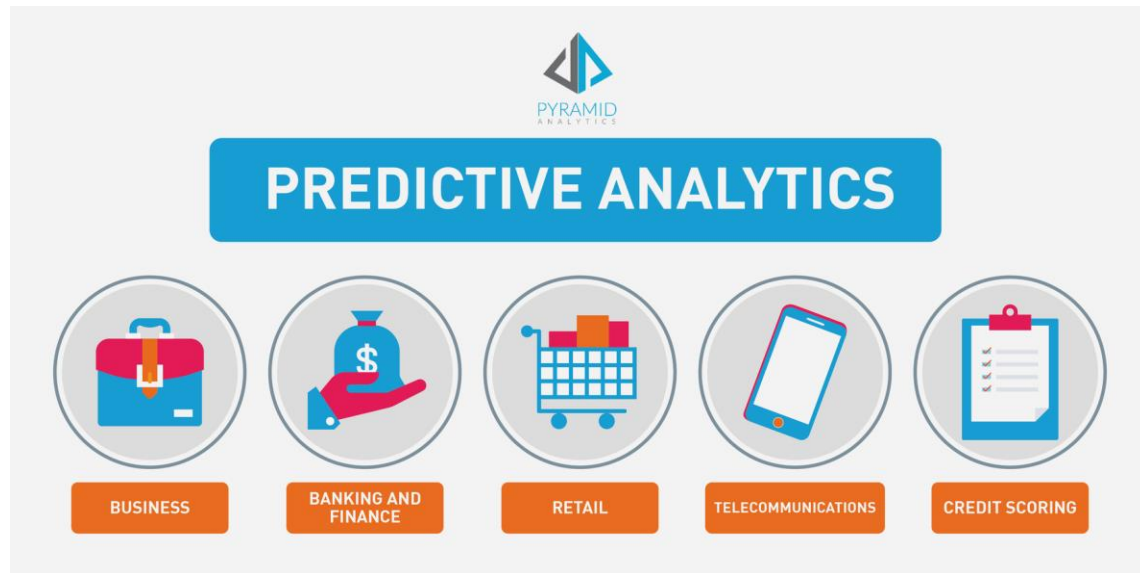 PYRAMID
ANALYTICS
PREDICTIVE ANALYTICS
$
BUSINESS
BANKING AND
FINANCE
RETAIL
TELECOMMUNICATIONS
CREDIT SCORING